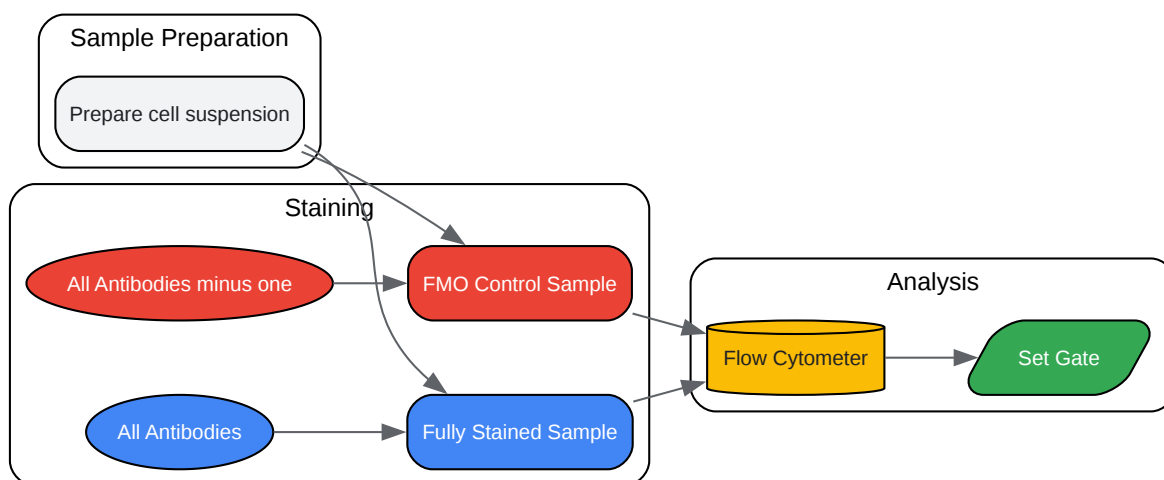 Sample Preparation
Prepare cell suspension
Staining
All Antibodies minus one
FMO Control Sample
All Antibodies
Fully Stained Sample
Analysis
Flow Cytometer
Set Gate